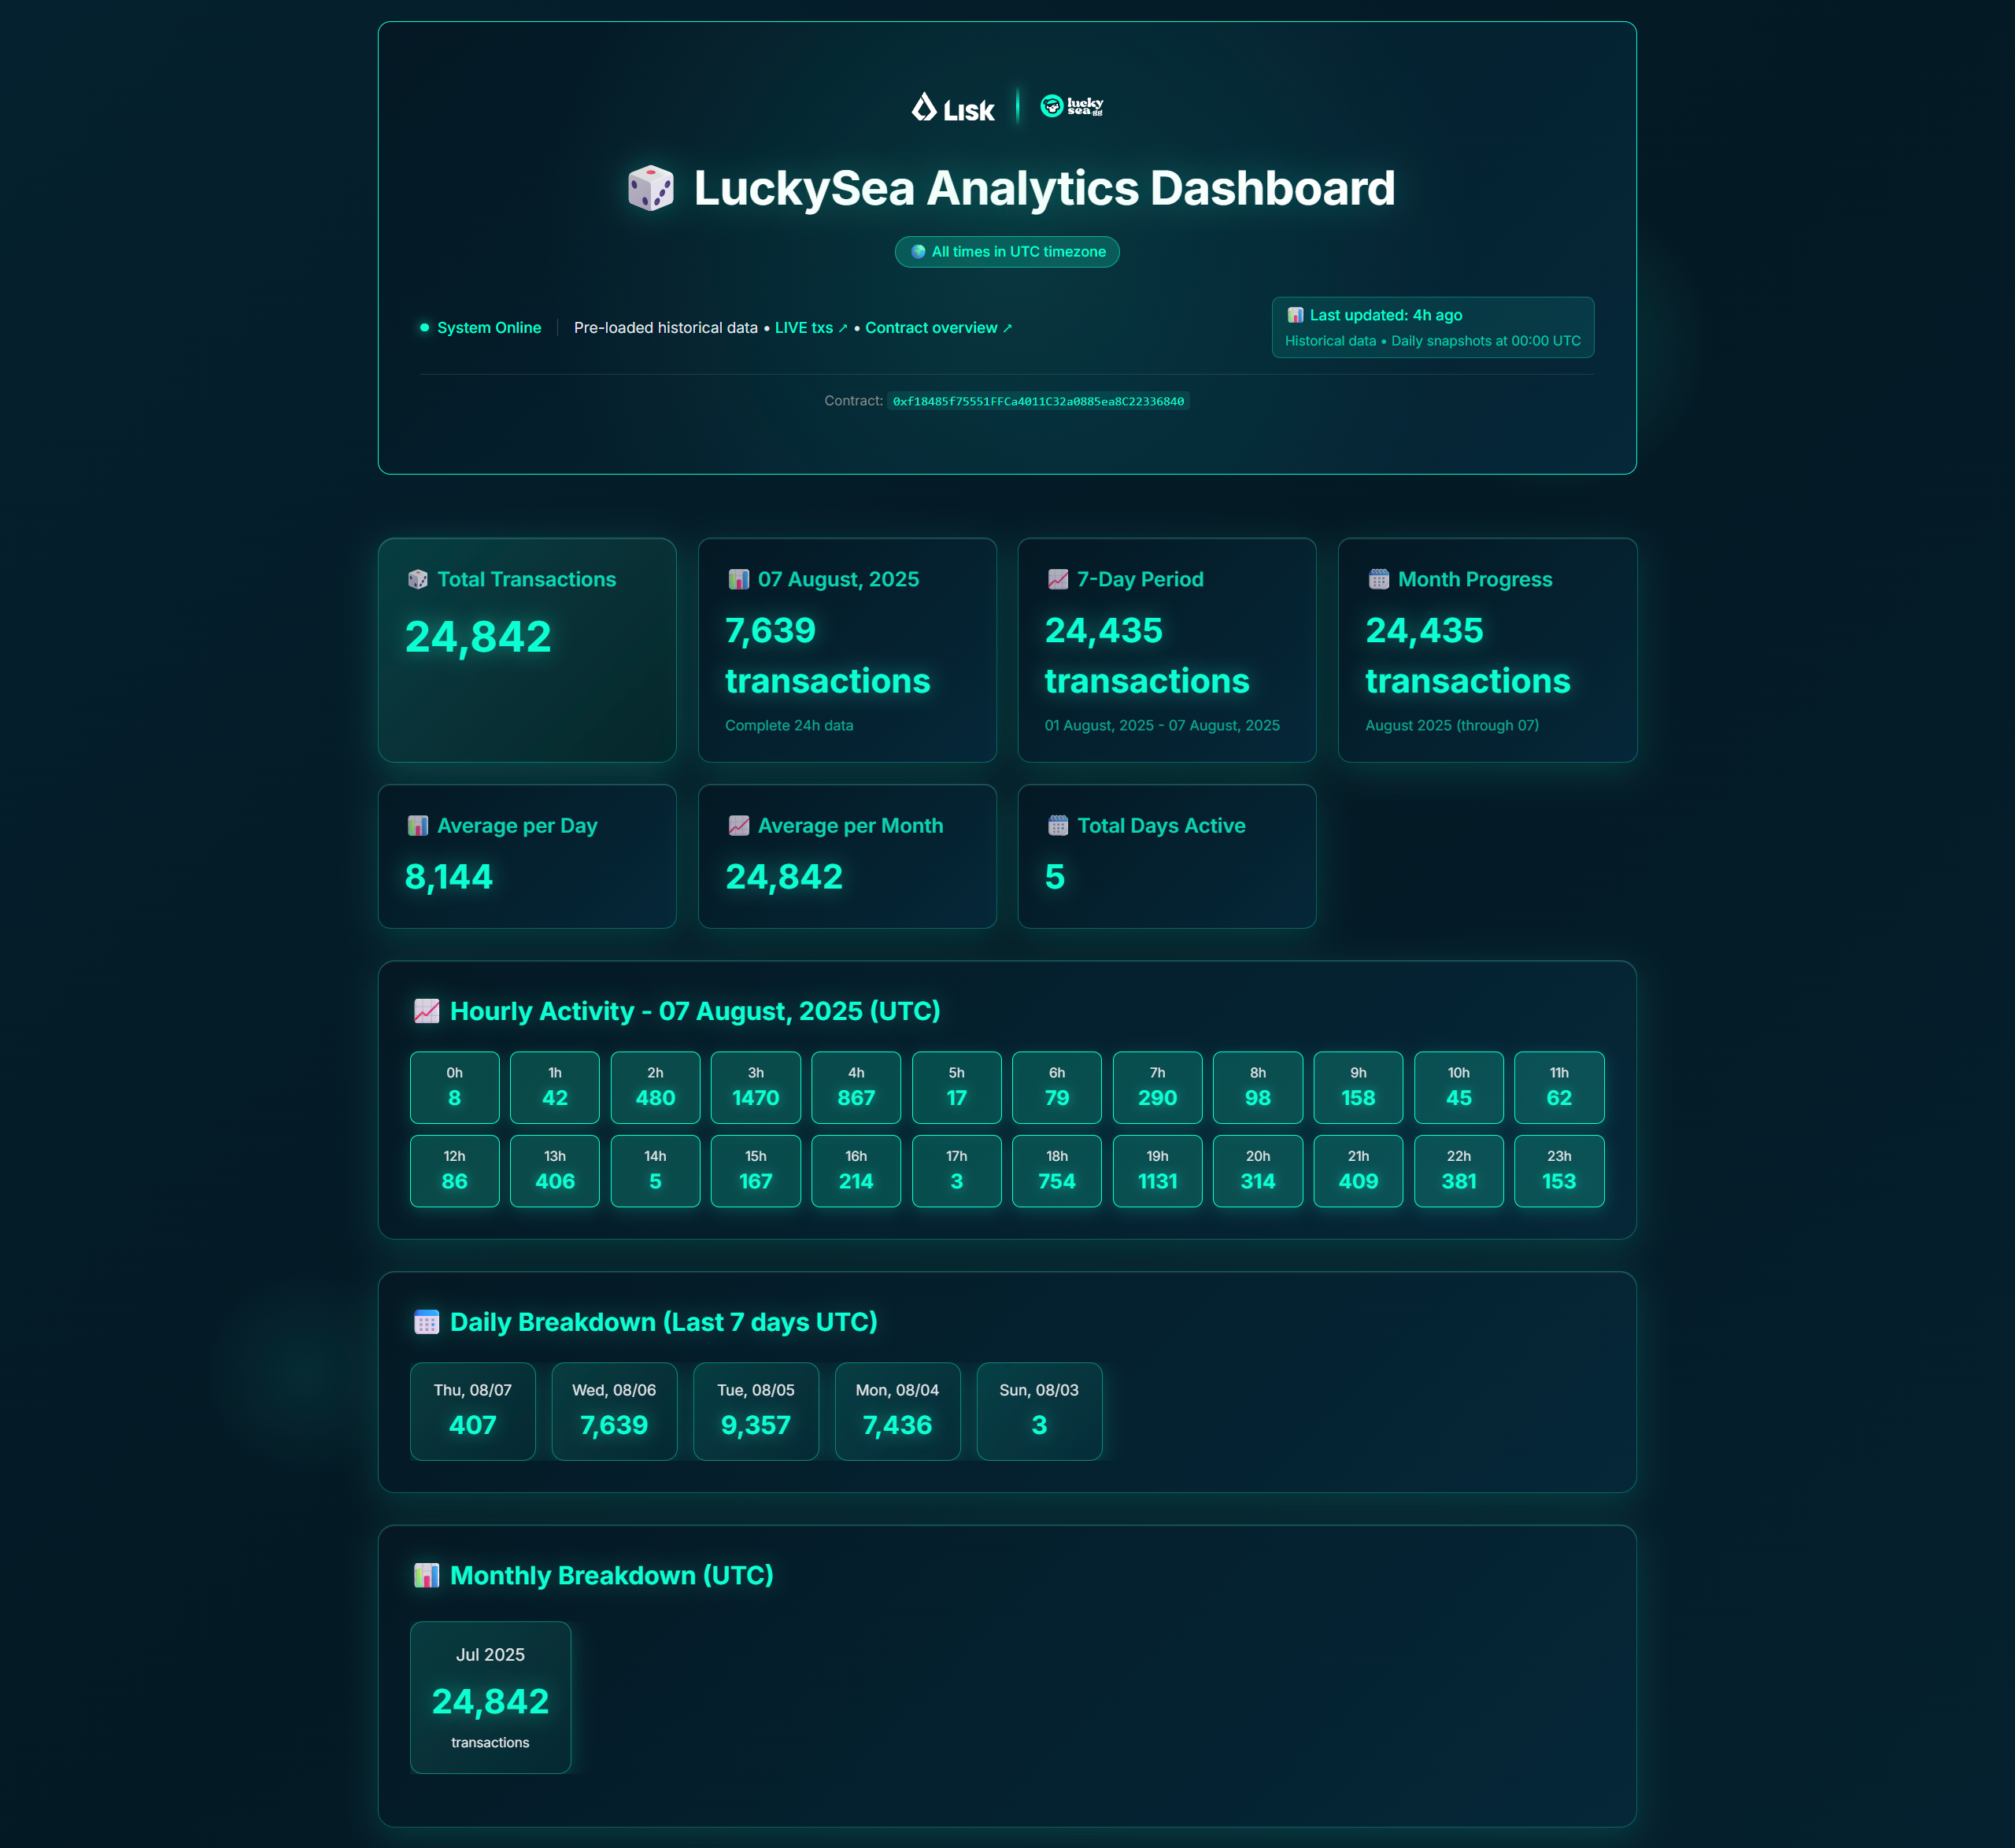 Lisk
lucky sea gg
LuckySea Analytics Dashboard
All times in UTC timezone
System Online
Pre-loaded historical data • LIVE txs ↗ • Contract overview ↗
Last updated: 4h ago
Historical data • Daily snapshots at 00:00 UTC
Contract: 0xf18485f75551FFCa4011C32a0885ea8C22336840
Total Transactions
24,842
07 August, 2025
7,639
transactions
Complete 24h data
7-Day Period
24,435
transactions
01 August, 2025 - 07 August, 2025
Month Progress
24,435
transactions
August 2025 (through 07)
Average per Day
8,144
Average per Month
24,842
Total Days Active
5
Hourly Activity - 07 August, 2025 (UTC)
0h
8
1h
42
2h
480
3h
1470
4h
867
5h
17
6h
79
7h
290
8h
98
9h
158
10h
45
11h
62
12h
86
13h
406
14h
5
15h
167
16h
214
17h
3
18h
754
19h
1131
20h
314
21h
409
22h
381
23h
153
Daily Breakdown (Last 7 days UTC)
Thu, 08/07
407
Wed, 08/06
7,639
Tue, 08/05
9,357
Mon, 08/04
7,436
Sun, 08/03
3
Monthly Breakdown (UTC)
Jul 2025
24,842
transactions